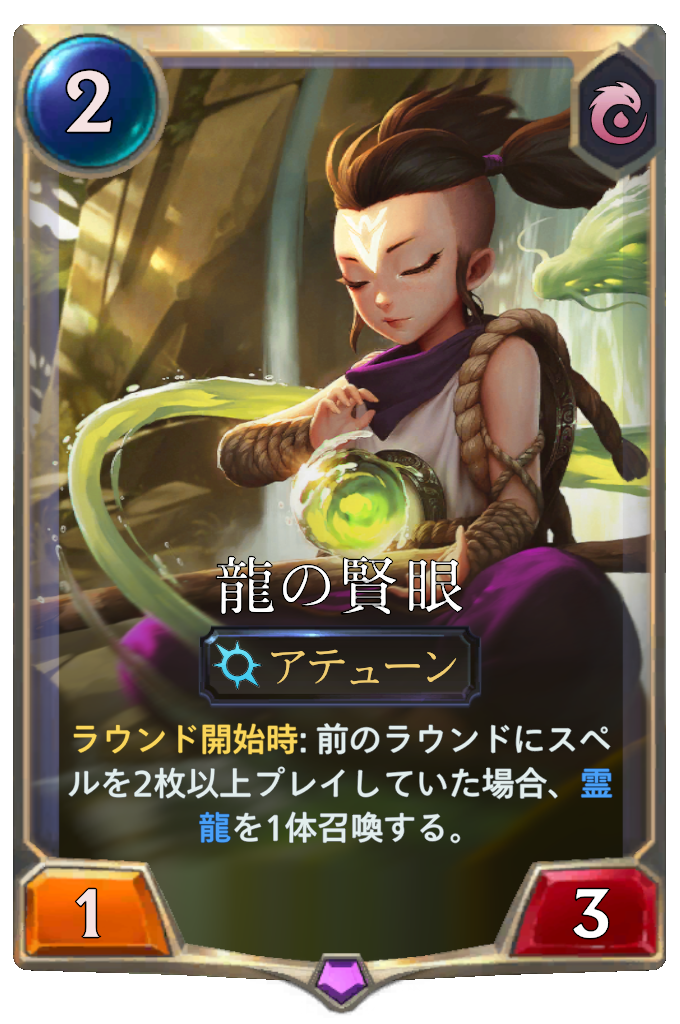 2
龍の賢眼
アテューン
ラウンド開始時: 前のラウンドにスペ
ルを2枚以上プレイしていた場合、霊
龍を1体召喚する。
1
3